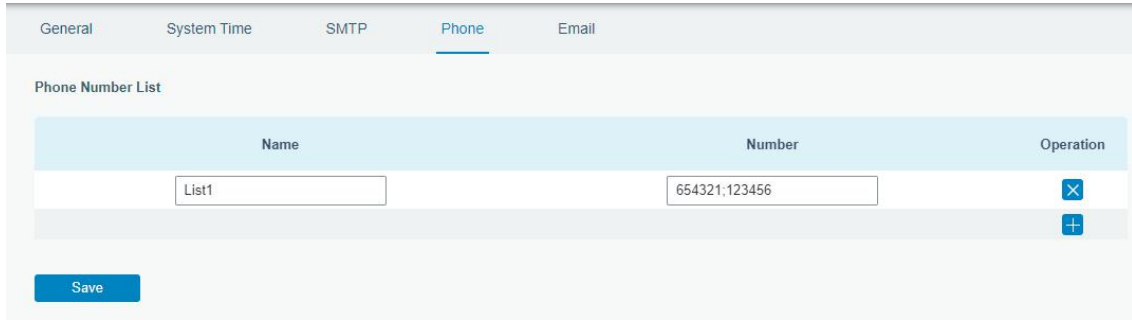 General System Time SMTP Phone Email
Phone Number List
Name Number Operation
List1 654321;123456
Save